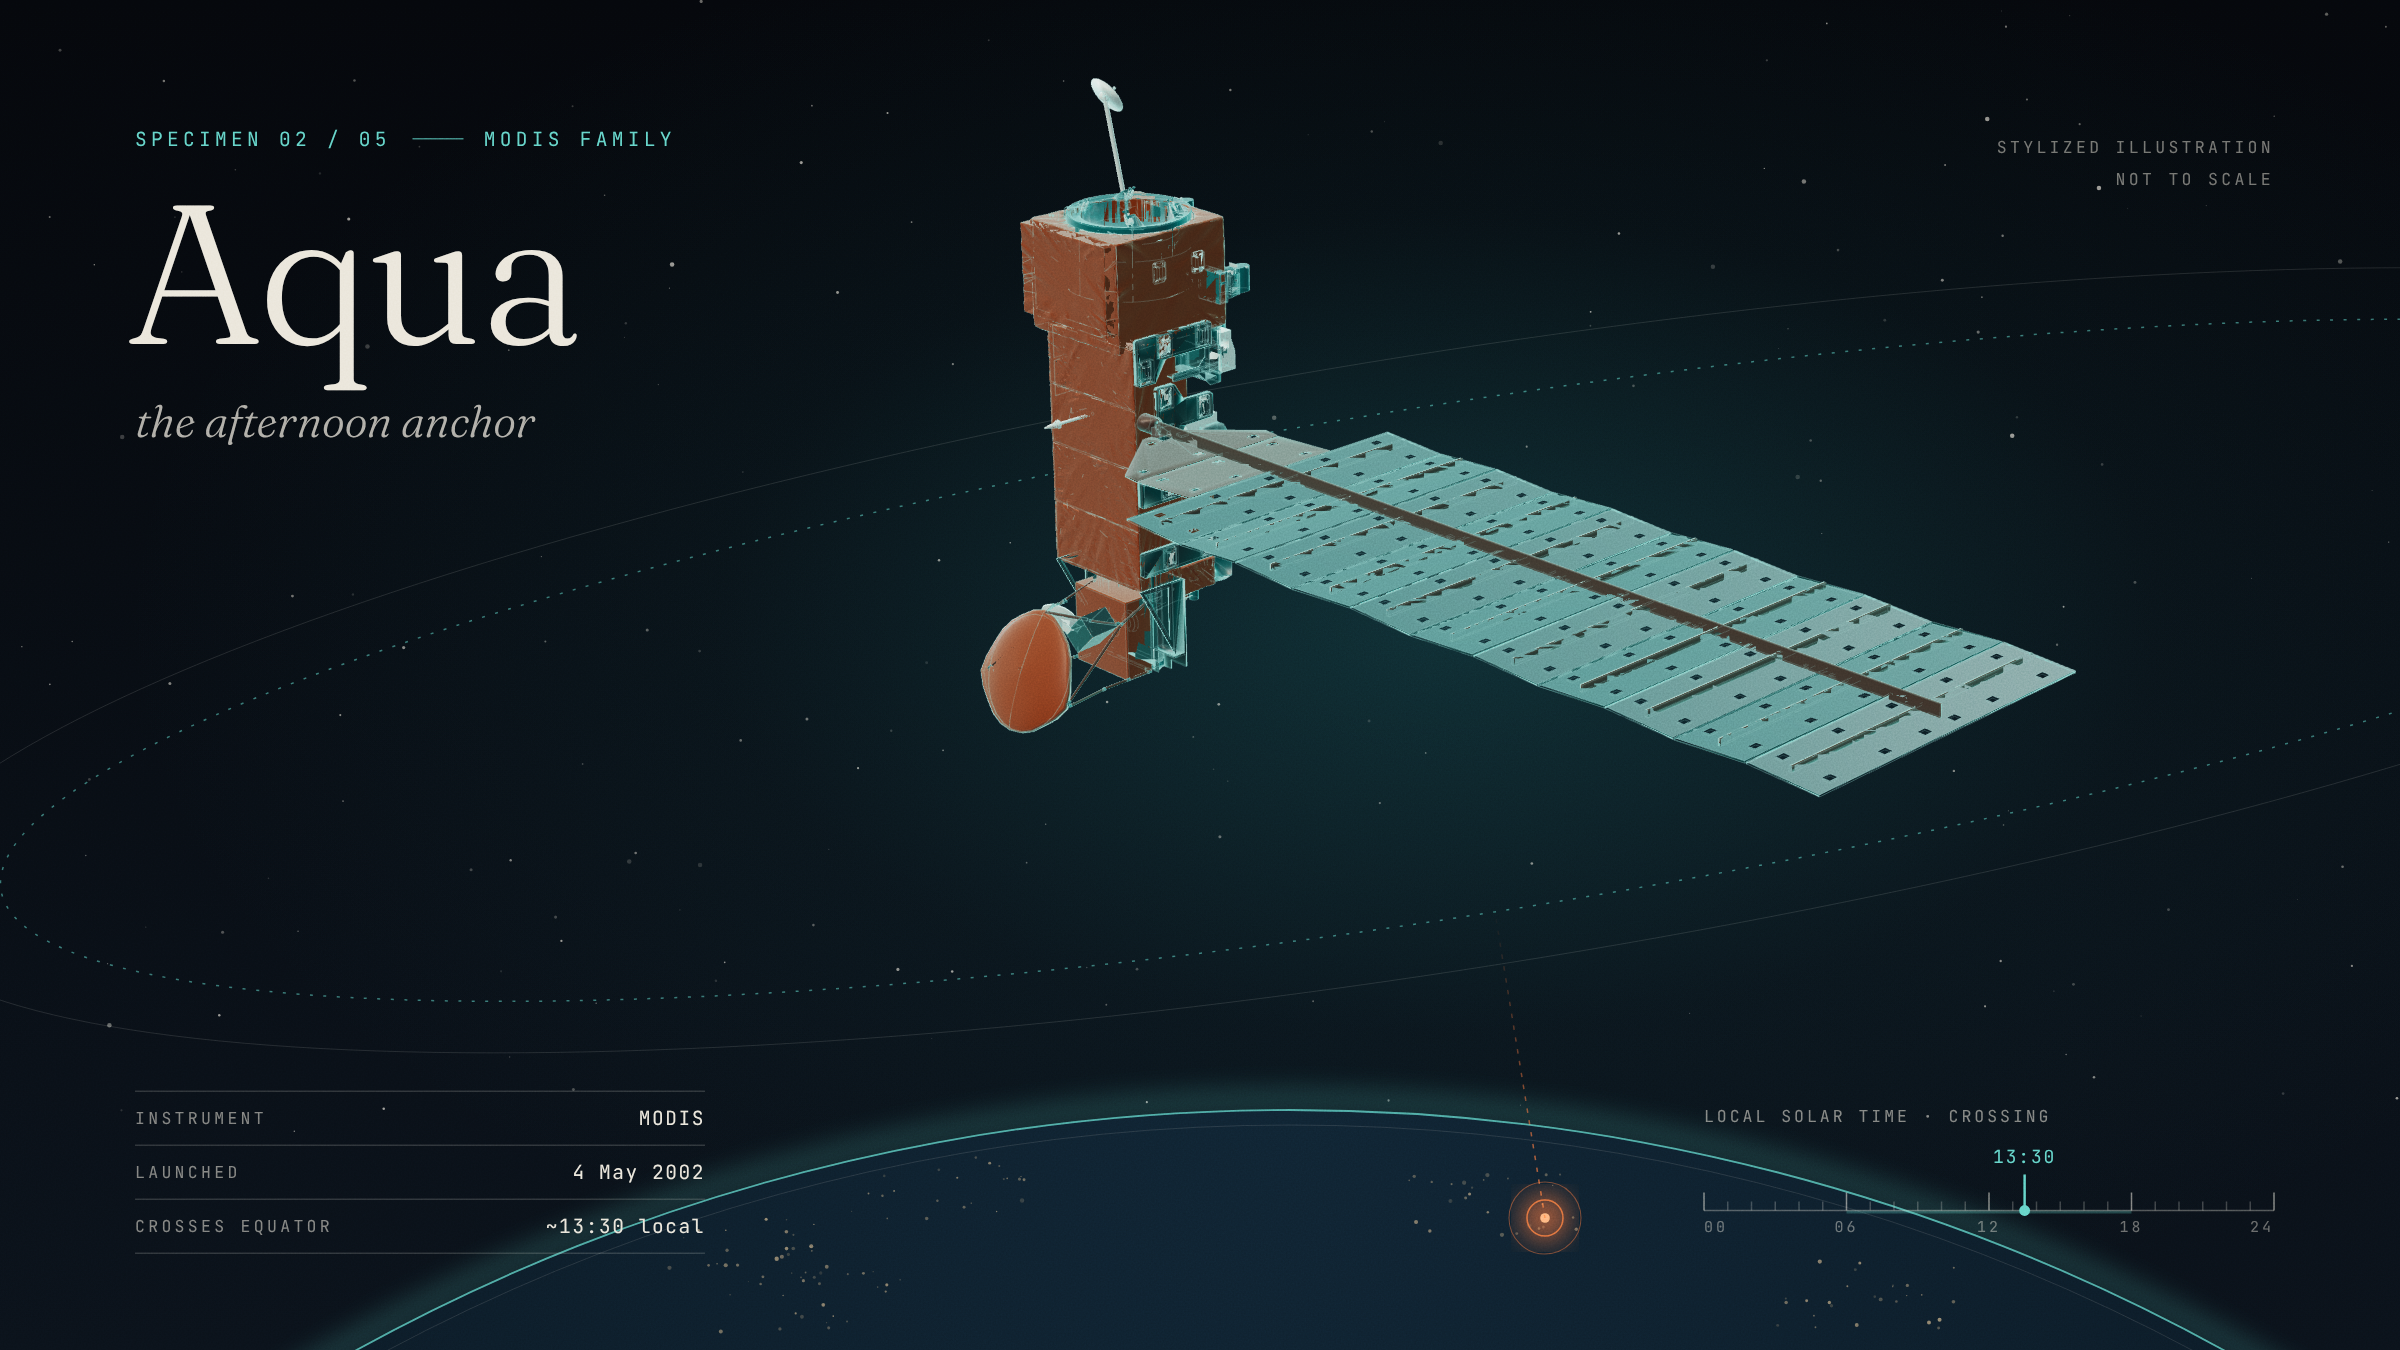 SPECIMEN 02 / 05 —— MODIS FAMILY
Aqua
the afternoon anchor
STYLIZED ILLUSTRATION
NOT TO SCALE
INSTRUMENT MODIS
LAUNCHED 4 May 2002
CROSSES EQUATOR ~13:30 local
LOCAL SOLAR TIME · CROSSING
13:30
00 06 12 18 24